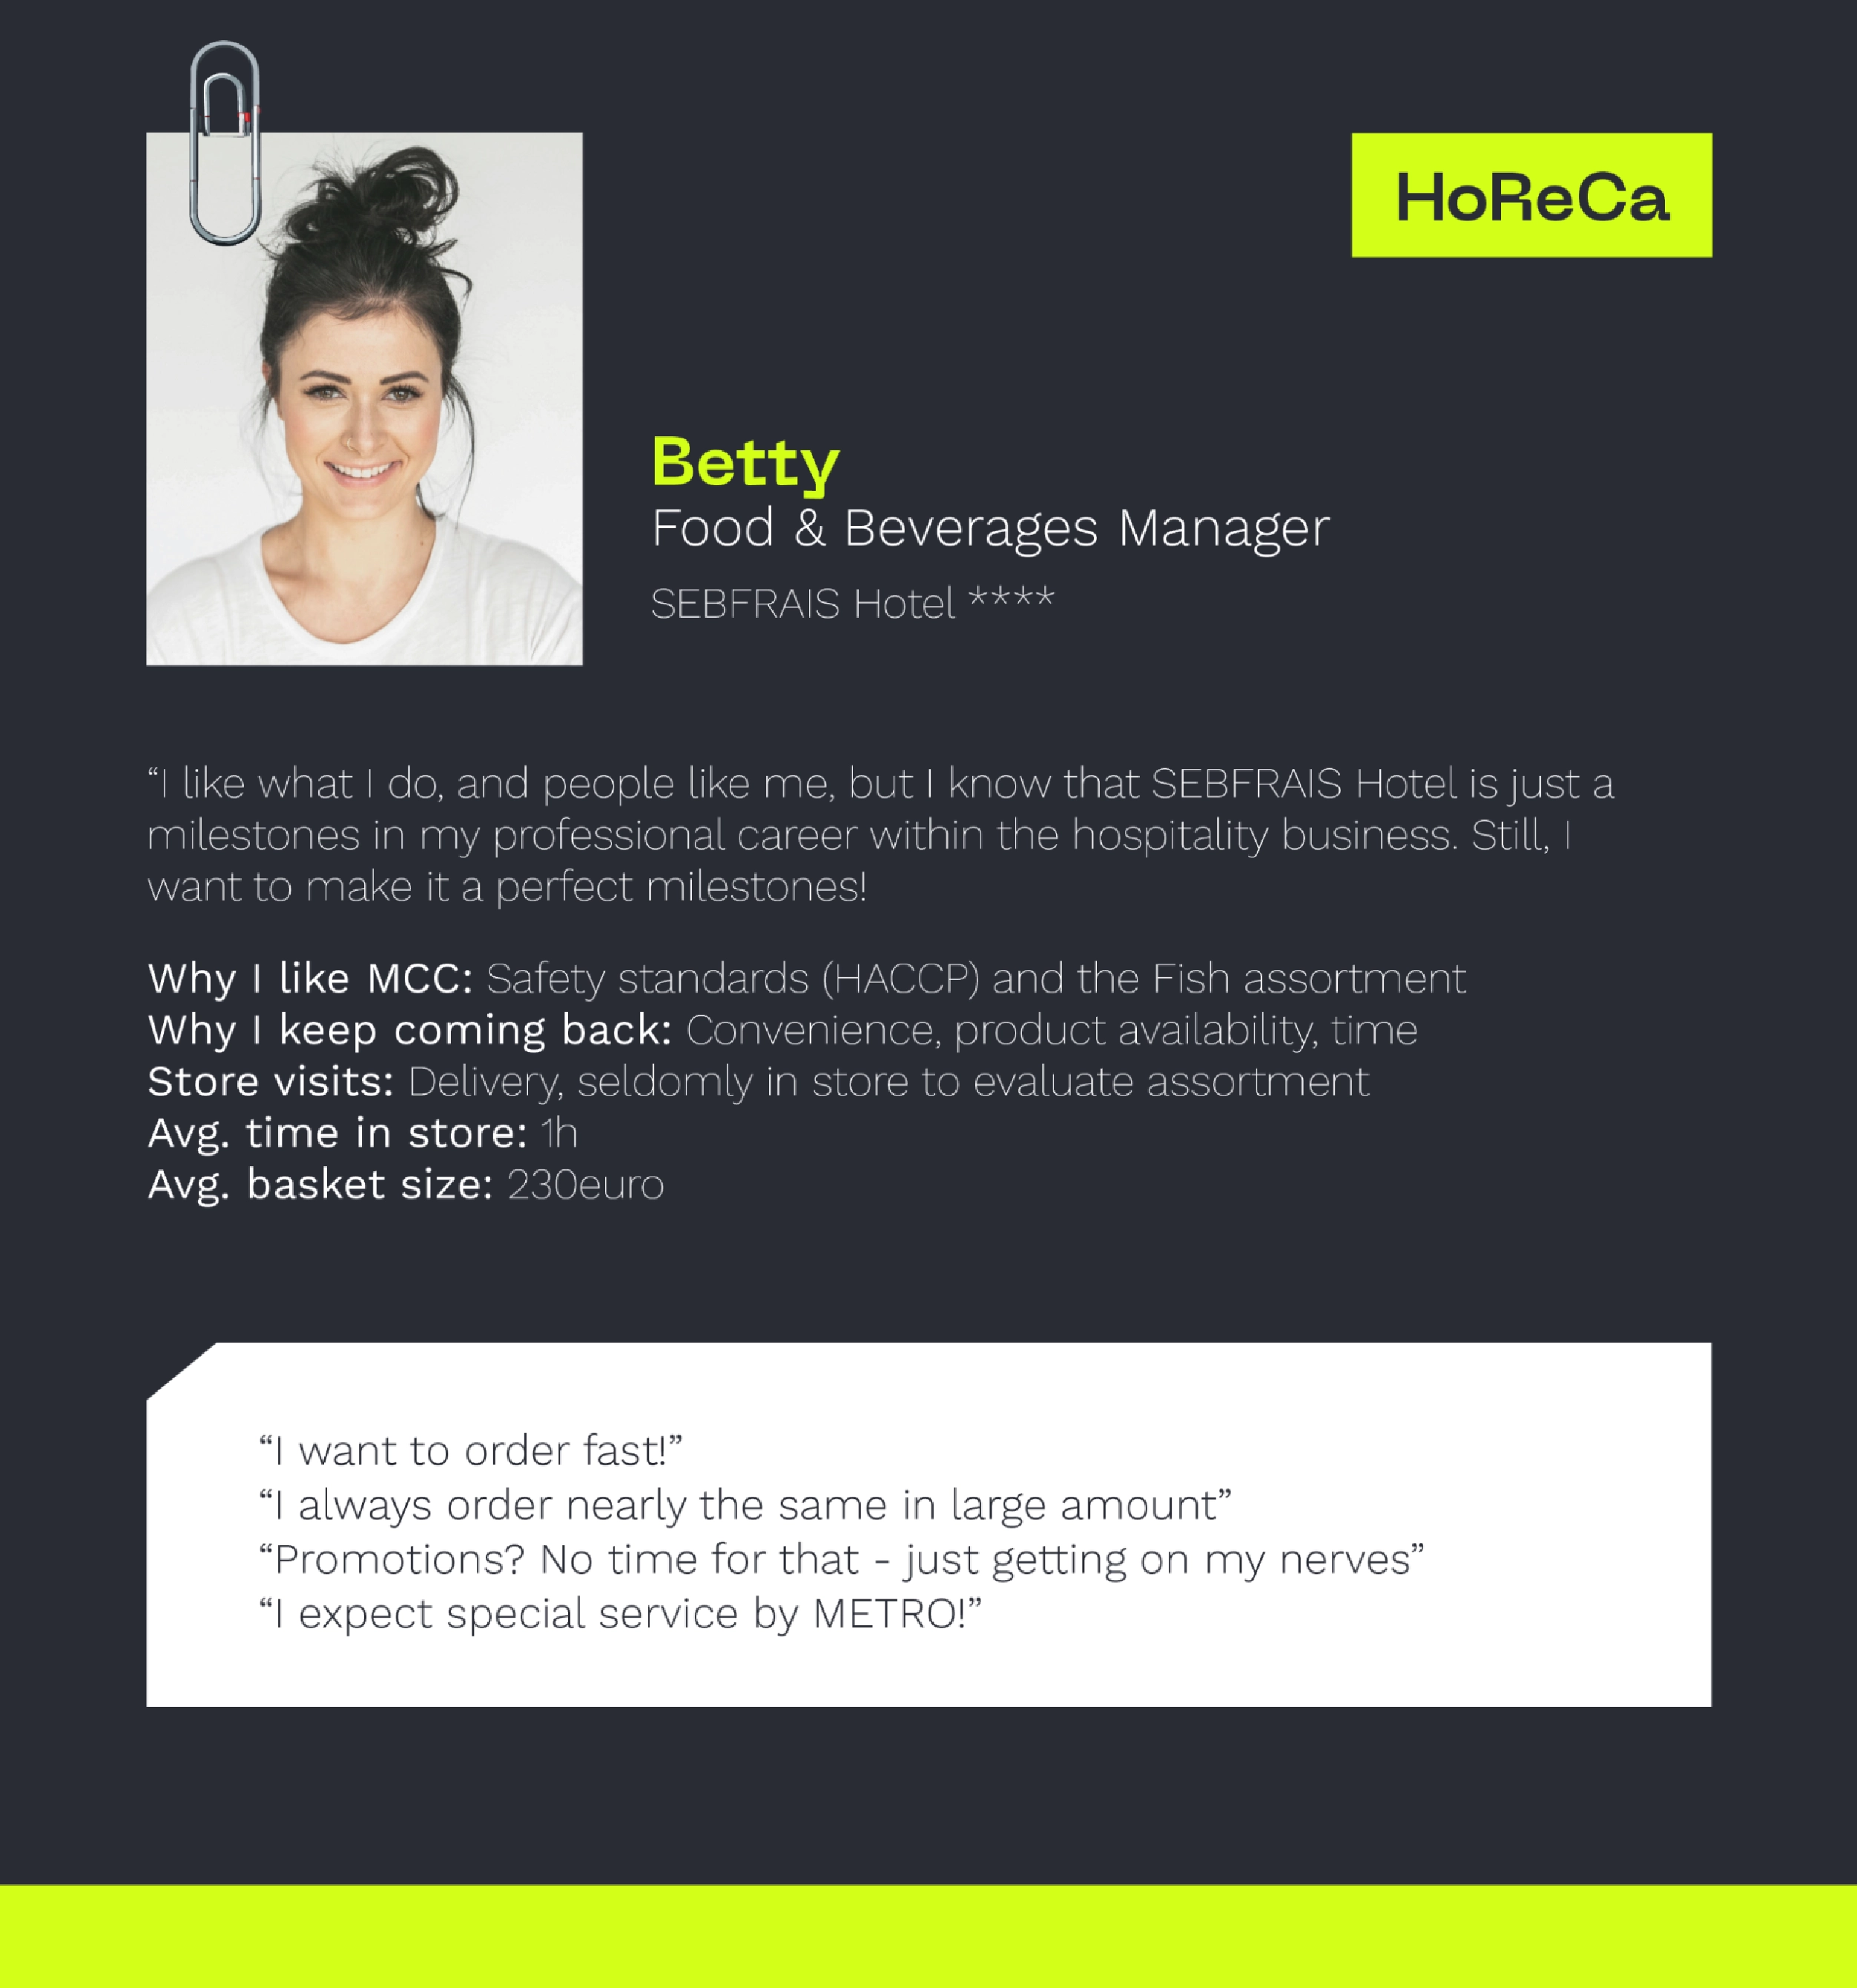 HoReCa
Betty
Food & Beverages Manager
SEBFRAIS Hotel ****
“I like what I do, and people like me, but I know that SEBFRAIS Hotel is just a
milestones in my professional career within the hospitality business. Still, I
want to make it a perfect milestones!
Why I like MCC: Safety standards (HACCP) and the Fish assortment
Why I keep coming back: Convenience, product availability, time
Store visits: Delivery, seldomly in store to evaluate assortment
Avg. time in store: 1h
Avg. basket size: 230euro
“I want to order fast!”
“I always order nearly the same in large amount”
“Promotions? No time for that - just getting on my nerves”
“I expect special service by METRO!”